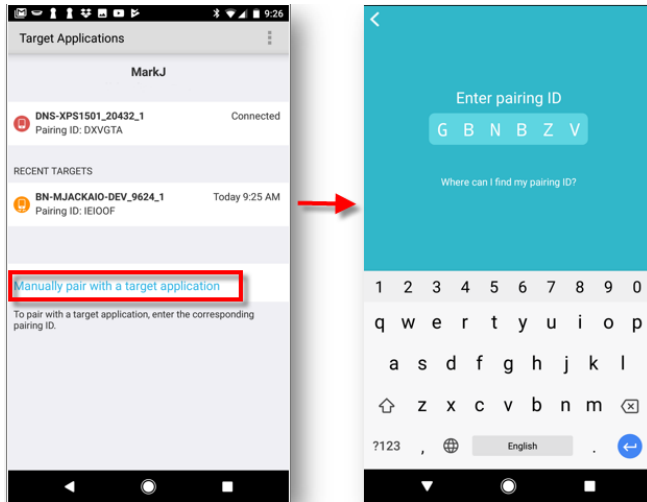 9:26
Target Applications
MarkJ
DNS-XPS1501_20432_1 Connected
Pairing ID: DXVGTA
RECENT TARGETS
BN-MJACKAIO-DEV_9624_1 Today 9:25 AM
Pairing ID: IEIOOF
Manually pair with a target application
To pair with a target application, enter the corresponding
pairing ID.
Enter pairing ID
G B N B Z V
Where can I find my pairing ID?
1 2 3 4 5 6 7 8 9 0
q w e r t y u i o p
a s d f g h j k l
z x c v b n m
?123 , English .